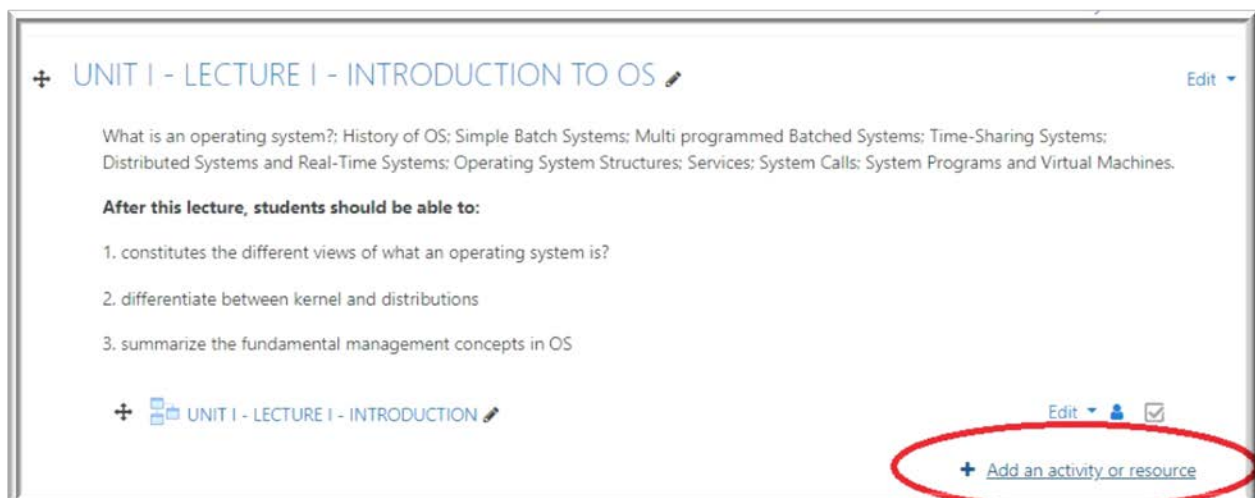 UNIT I - LECTURE I - INTRODUCTION TO OS
Edit
What is an operating system?; History of OS; Simple Batch Systems; Multi programmed Batched Systems; Time-Sharing Systems;
Distributed Systems and Real-Time Systems; Operating System Structures; Services; System Calls; System Programs and Virtual Machines.
After this lecture, students should be able to:
1. constitutes the different views of what an operating system is?
2. differentiate between kernel and distributions
3. summarize the fundamental management concepts in OS
UNIT I - LECTURE I - INTRODUCTION
Edit
Add an activity or resource